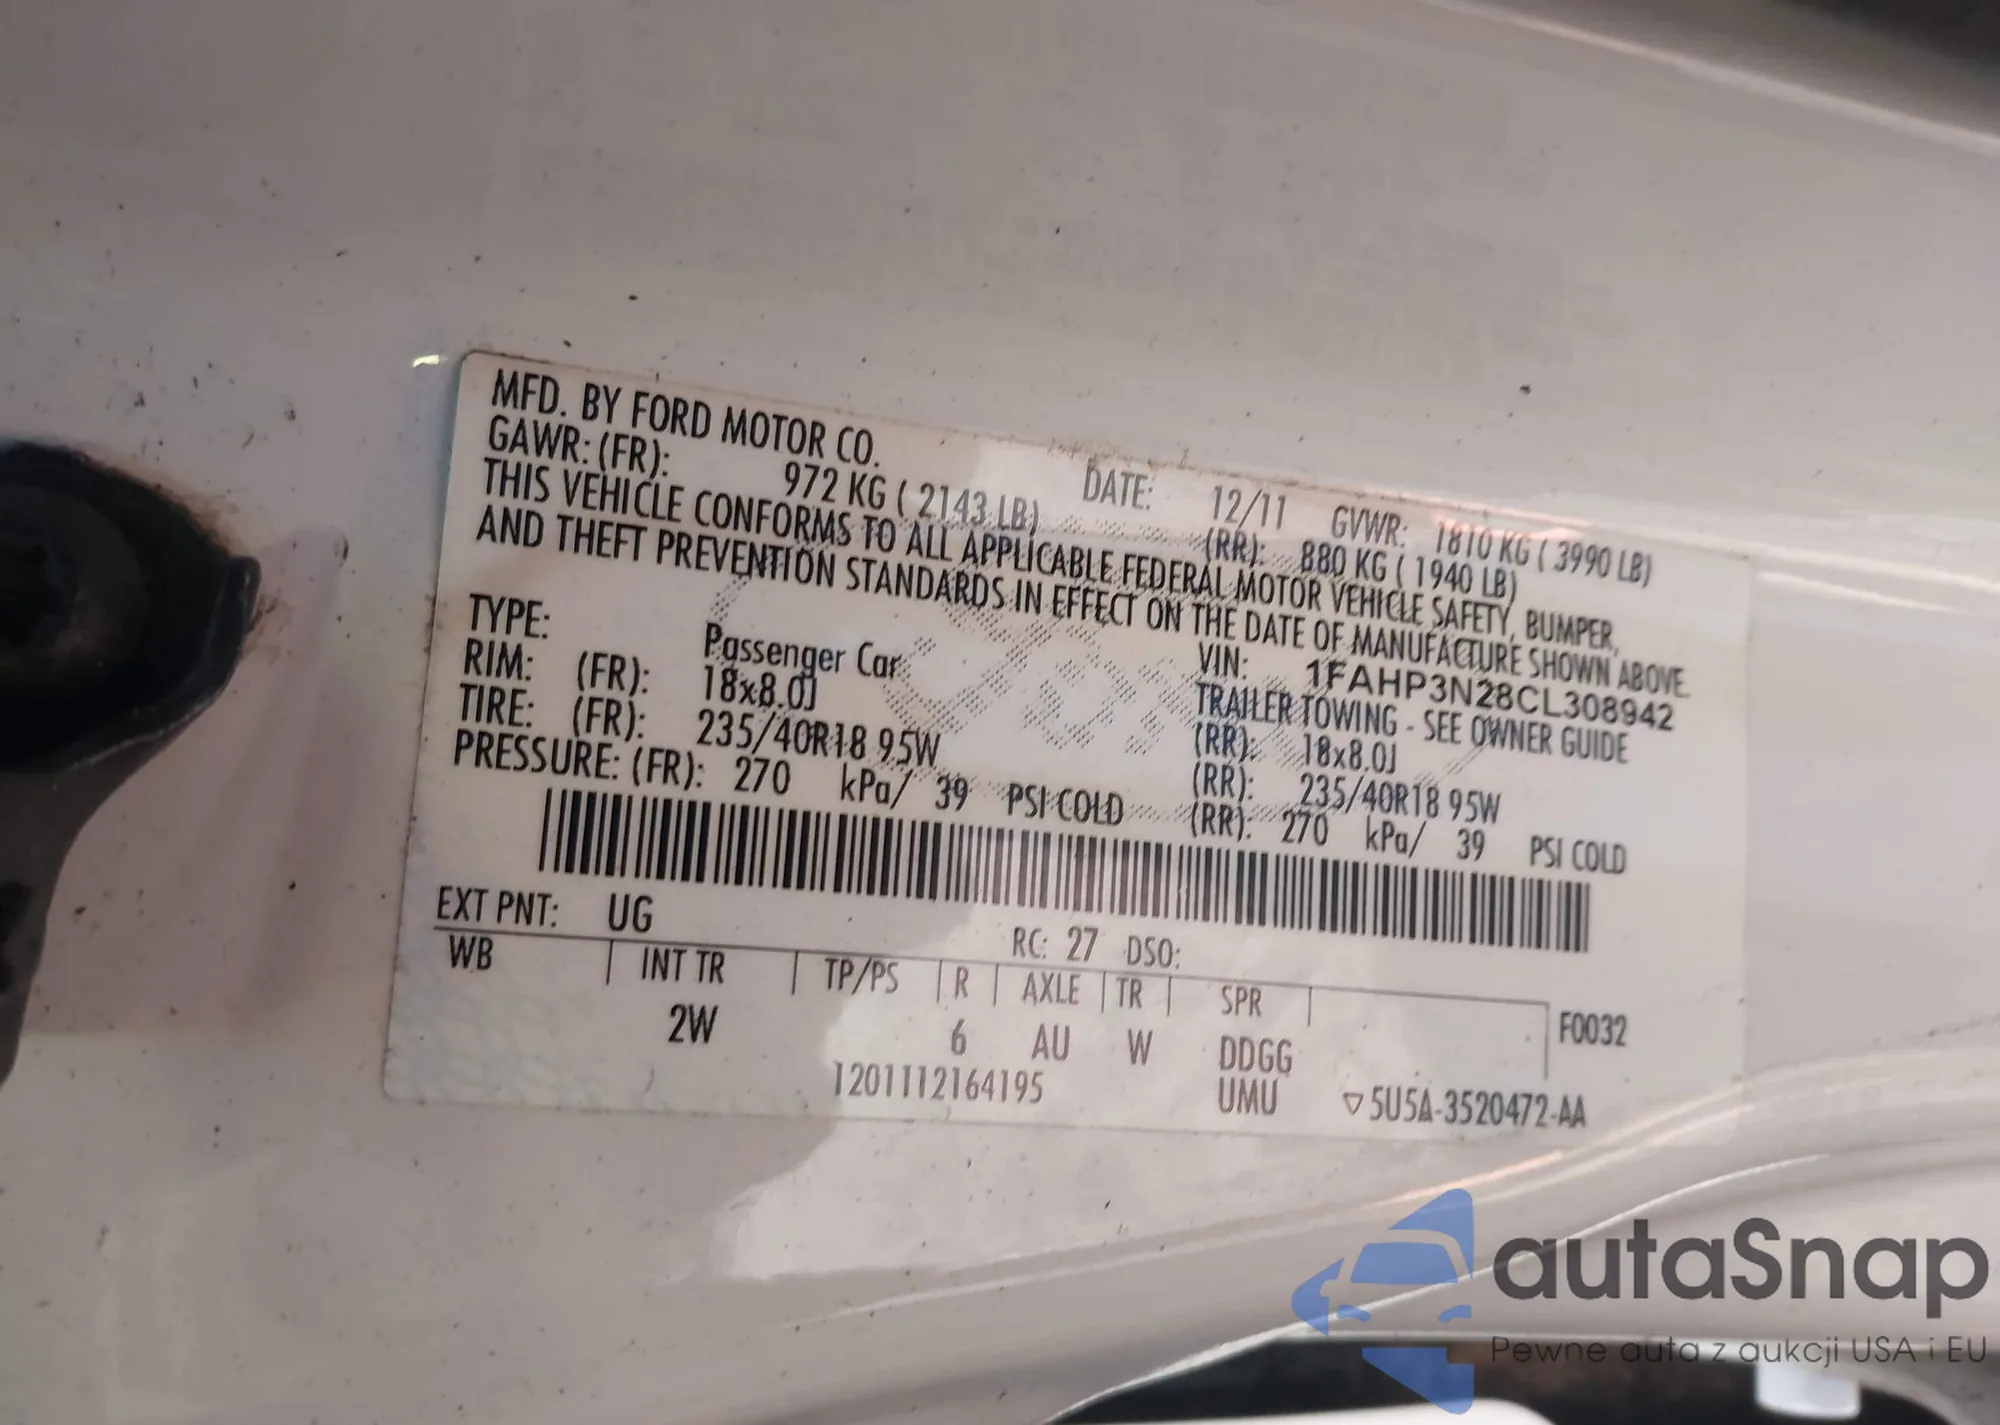 MFD. BY FORD MOTOR CO.
DATE: 12/11 GVWR: 1810 KG ( 3990 LB)
GAWR: (FR): 972 KG ( 2143 LB) (RR): 880 KG ( 1940 LB)
THIS VEHICLE CONFORMS TO ALL APPLICABLE FEDERAL MOTOR VEHICLE SAFETY, BUMPER,
AND THEFT PREVENTION STANDARDS IN EFFECT ON THE DATE OF MANUFACTURE SHOWN ABOVE.
VIN: 1FAHP3N28CL308942
TYPE: Passenger Car TRAILER TOWING - SEE OWNER GUIDE
RIM: (FR): 18x8.0J (RR): 18x8.0J
TIRE: (FR): 235/40R18 95W (RR): 235/40R18 95W
PRESSURE: (FR): 270 kPa/ 39 PSI COLD (RR): 270 kPa/ 39 PSI COLD
EXT PNT: UG RC: 27 DSO:
WB | INT TR | TP/PS | R | AXLE | TR | SPR | F0032
2W 6 AU W DDGG
1201112164195 UMU ▽5U5A-3520472-AA
autaSnap
Pewne auta z aukcji USA i EU